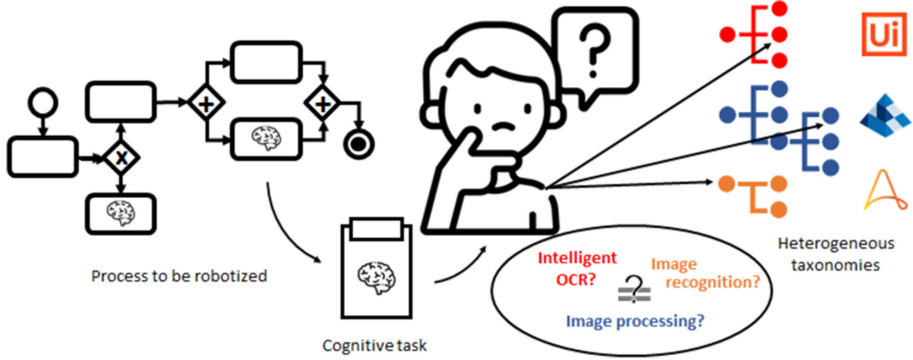 X
+
+
?
Ui
Process to be robotized
Cognitive task
Intelligent
OCR?
Image
recognition?
?
Image processing?
Heterogeneous
taxonomies